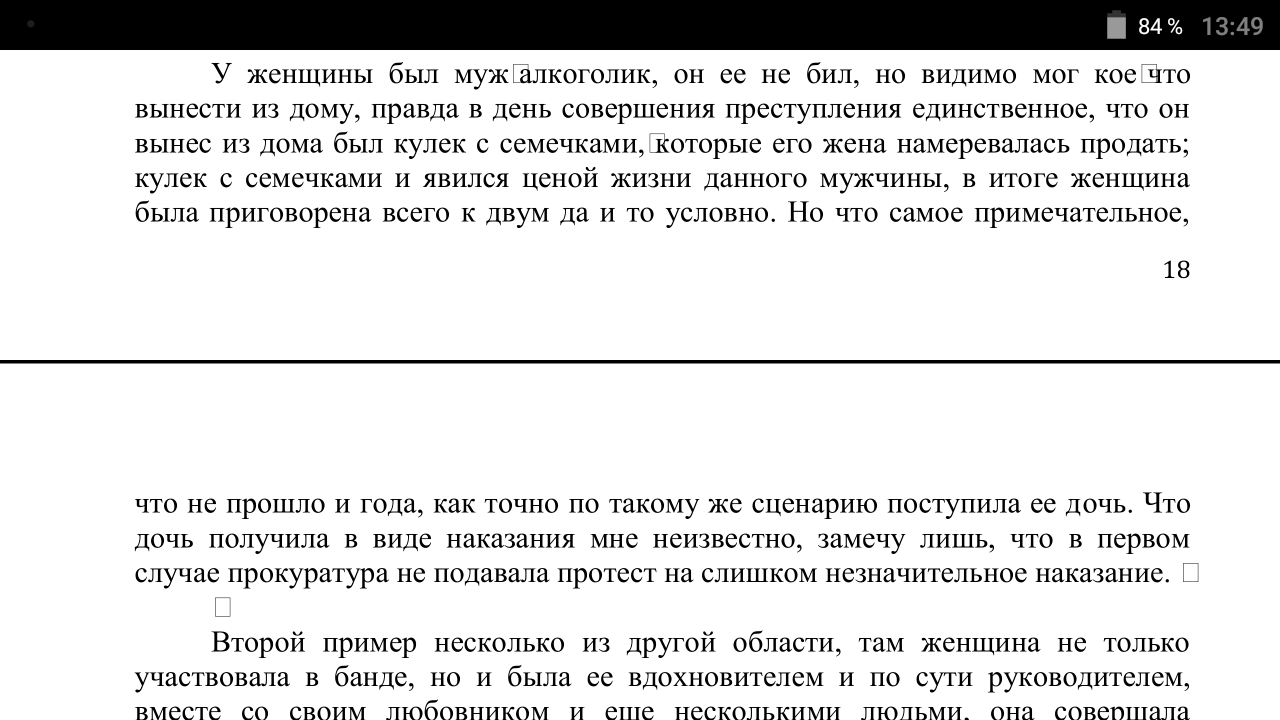 84 % 13:49
У женщины был муж алкоголик, он ее не бил, но видимо мог кое что
вынести из дому, правда в день совершения преступления единственное, что он
вынес из дома был кулек с семечками, которые его жена намеревалась продать;
кулек с семечками и явился ценой жизни данного мужчины, в итоге женщина
была приговорена всего к двум да и то условно. Но что самое примечательное,
18
что не прошло и года, как точно по такому же сценарию поступила ее дочь. Что
дочь получила в виде наказания мне неизвестно, замечу лишь, что в первом
случае прокуратура не подавала протест на слишком незначительное наказание.
Второй пример несколько из другой области, там женщина не только
участвовала в банде, но и была ее вдохновителем и по сути руководителем,
вместе со своим любовником и еще несколькими людьми, она совершала